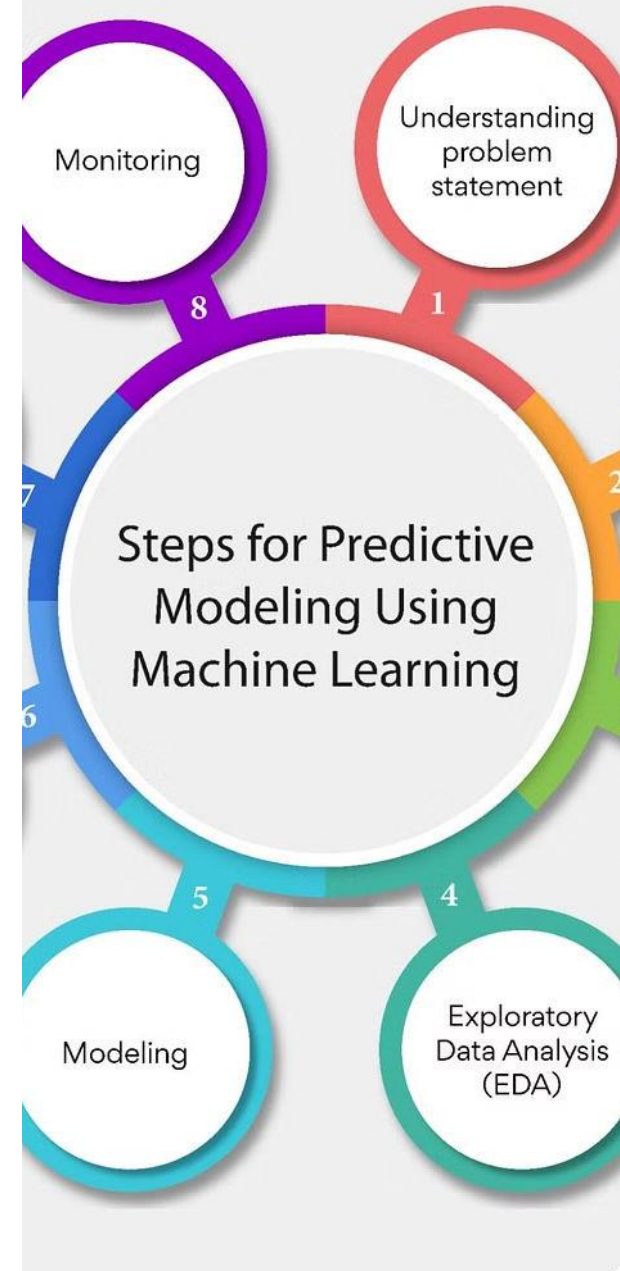 Monitoring
Understanding
problem
statement
8
1
7
2
Steps for Predictive
Modeling Using
Machine Learning
6
5
4
Modeling
Exploratory
Data Analysis
(EDA)